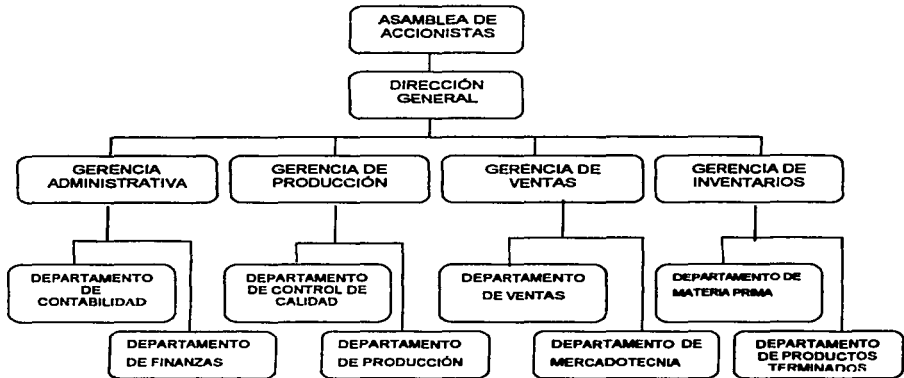 ASAMBLEA DE
ACCIONISTAS
DIRECCIÓN
GENERAL
GERENCIA
ADMINISTRATIVA
GERENCIA DE
PRODUCCIÓN
GERENCIA DE
VENTAS
GERENCIA DE
INVENTARIOS
DEPARTAMENTO
DE
CONTABILIDAD
DEPARTAMENTO
DE CONTROL DE
CALIDAD
DEPARTAMENTO
DE VENTAS
DEPARTAMENTO DE
MATERIA PRIMA
DEPARTAMENTO
DE FINANZAS
DEPARTAMENTO
DE PRODUCCIÓN
DEPARTAMENTO DE
MERCADOTECNIA
DEPARTAMENTO
DE PRODUCTOS
TERMINADOS